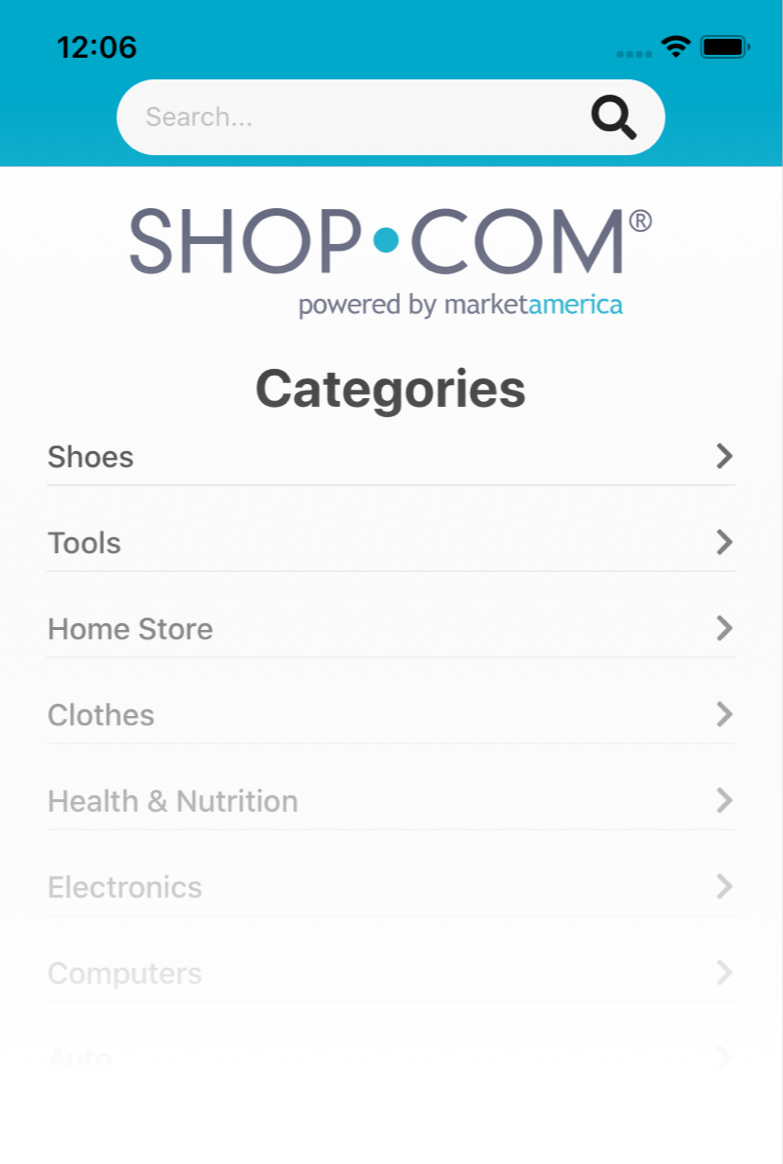 12:06
Search...
SHOP•COM®
powered by marketamerica
Categories
Shoes
Tools
Home Store
Clothes
Health & Nutrition
Electronics
Computers
Auto